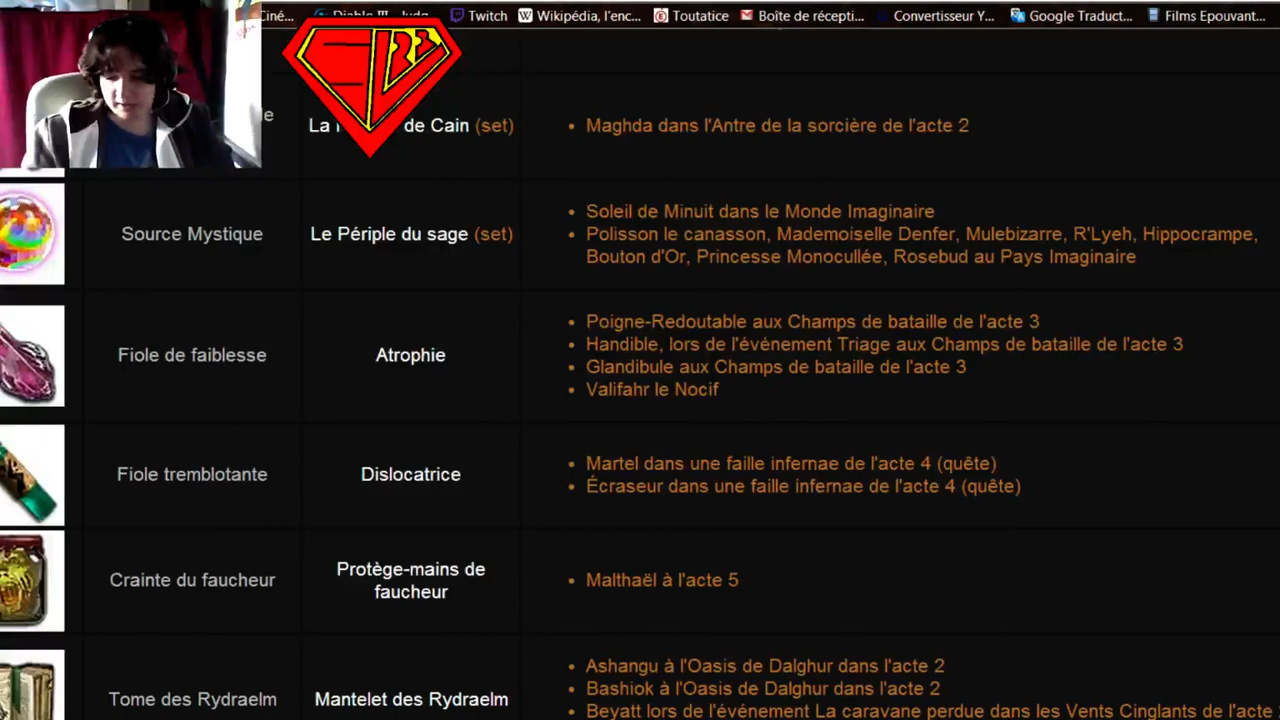 Ciné...
Diablo III
Twitch
Wikipédia, l'enc...
Toutatice
Boîte de récepti...
Convertisseur Y...
Google Traduct...
Films Epouvant...
La de Cain (set)
Maghda dans l'Antre de la sorcière de l'acte 2
Source Mystique
Le Périple du sage (set)
Soleil de Minuit dans le Monde Imaginaire
Polisson le canasson, Mademoiselle Denfer, Mulebizarre, R'Lyeh, Hippocrampe,
Bouton d'Or, Princesse Monocullée, Rosebud au Pays Imaginaire
Fiole de faiblesse
Atrophie
Poigne-Redoutable aux Champs de bataille de l'acte 3
Handible, lors de l'événement Triage aux Champs de bataille de l'acte 3
Glandibule aux Champs de bataille de l'acte 3
Valifahr le Nocif
Fiole tremblotante
Dislocatrice
Martel dans une faille infernae de l'acte 4 (quête)
Écraseur dans une faille infernae de l'acte 4 (quête)
Crainte du faucheur
Protège-mains de
faucheur
Malthaël à l'acte 5
Tome des Rydraelm
Mantelet des Rydraelm
Ashangu à l'Oasis de Dalghur dans l'acte 2
Bashiok à l'Oasis de Dalghur dans l'acte 2
Beyatt lors de l'événement La caravane perdue dans les Vents Cinglants de l'acte